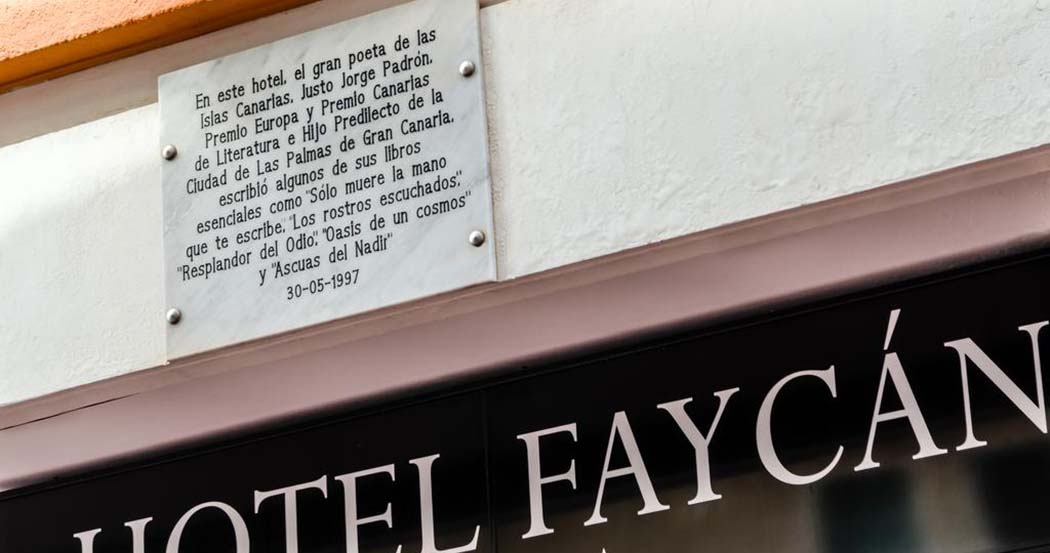 En este hotel, el gran poeta de las
Islas Canarias, Justo Jorge Padrón,
Premio Europa y Premio Canarias
de Literatura e Hijo Predilecto de la
Ciudad de Las Palmas de Gran Canaria,
escribió algunos de sus libros
esenciales como "Sólo muere la mano
que te escribe", "Los rostros escuchados",
"Resplandor del Odio", "Oasis de un cosmos"
y "Ascuas del Nadir"
30-05-1997
HOTEL FAYCÁN